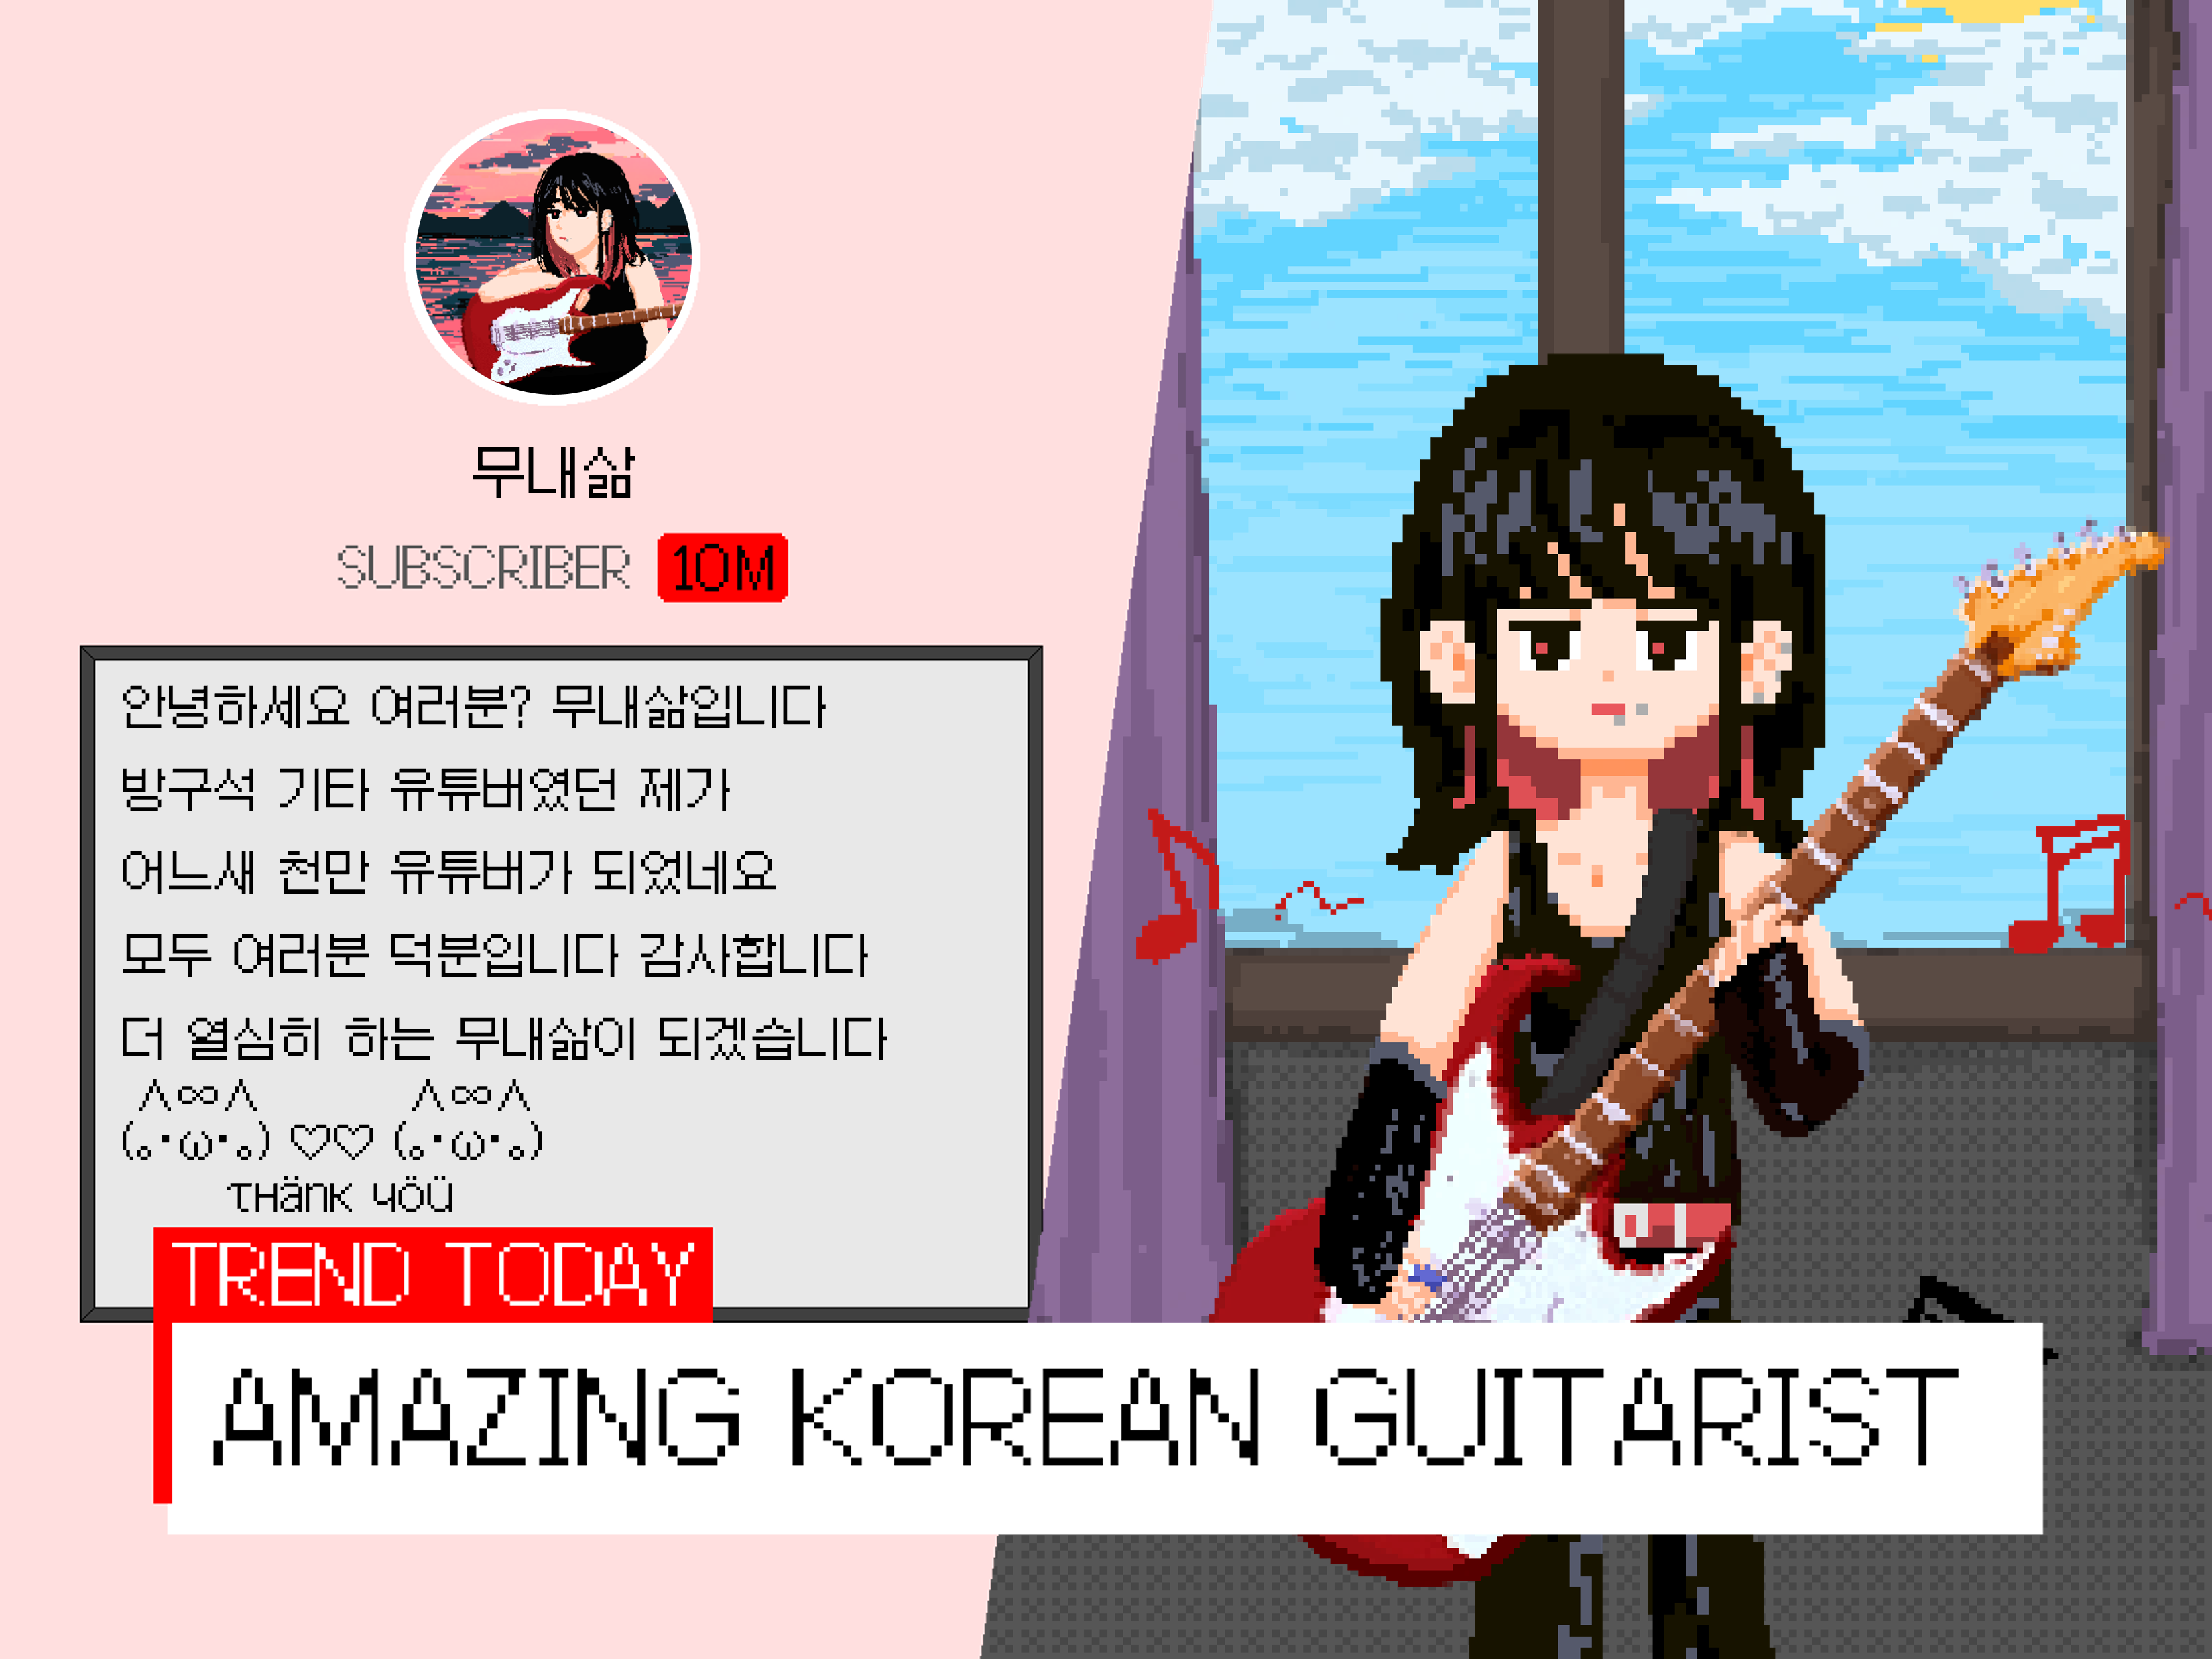 무내삶
SUBSCRIBER 10M
안녕하세요 여러분? 무내삶입니다
방구석 기타 유튜버였던 제가
어느새 천만 유튜버가 되었네요
모두 여러분 덕분입니다 감사합니다
더 열심히 하는 무내삶이 되겠습니다
^∞^ ^∞^
(｡･ω･｡) ♡♡ (｡･ω･｡)
тнänκ чöü
TREND TODAY
AMAZING KOREAN GUITARIST